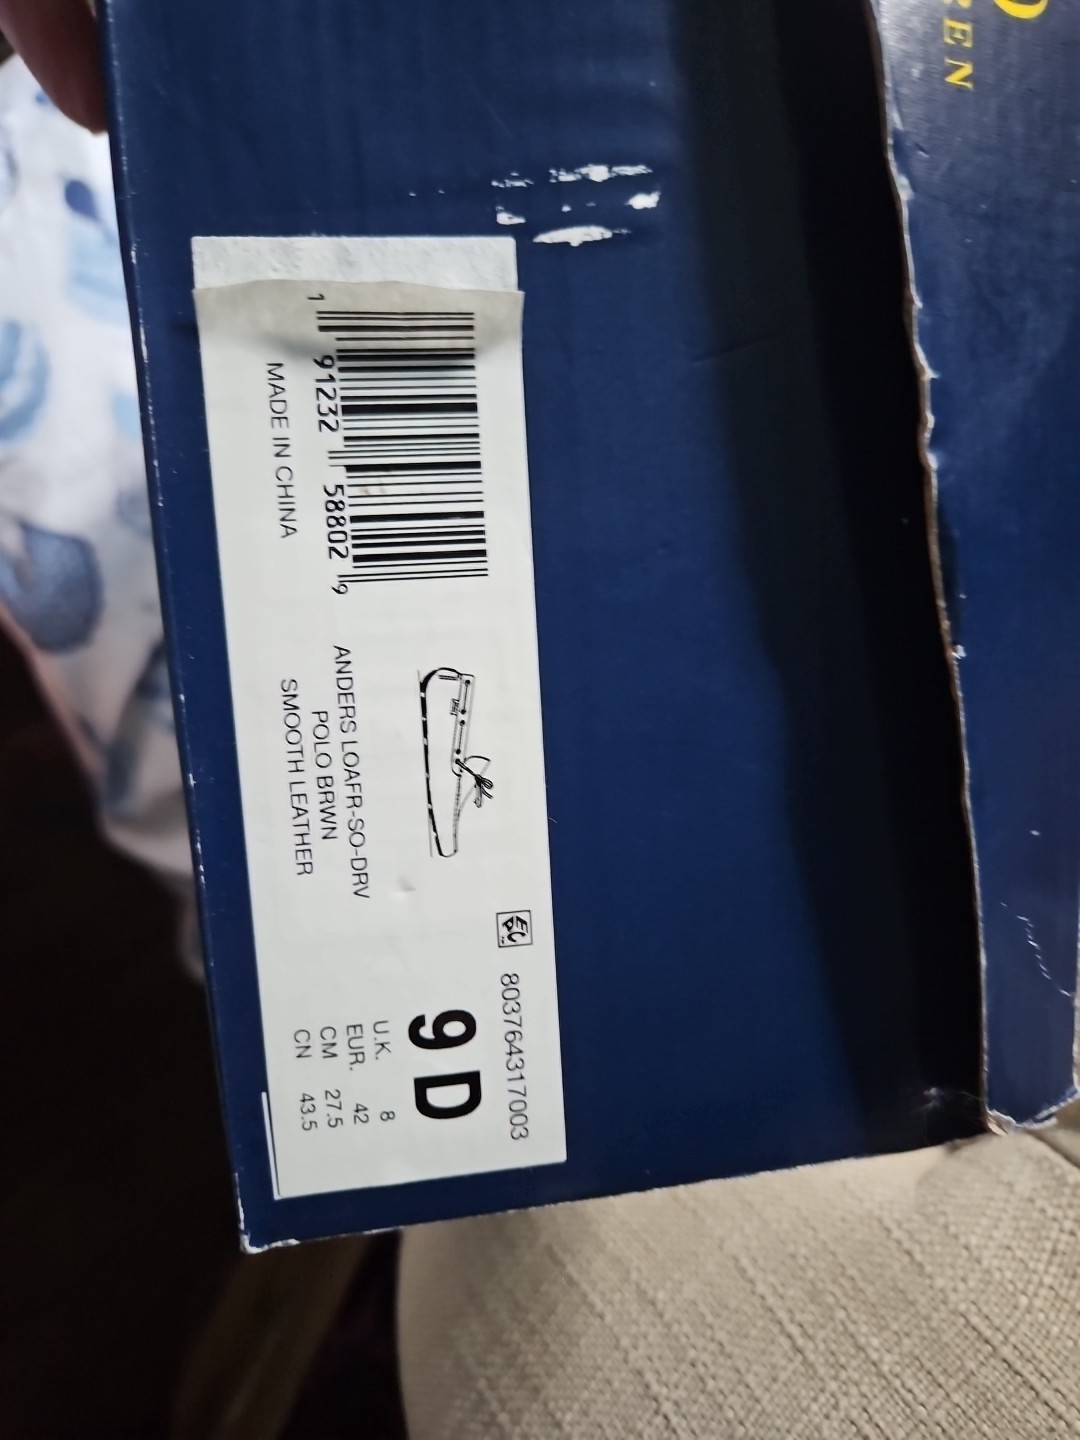 REN
1 91232 58802 9
MADE IN CHINA
ANDERS LOAFR-SO-DRV
POLO BRWN
SMOOTH LEATHER
803764317003
9 D
U.K. 8
EUR. 42
CM 27.5
CN 43.5